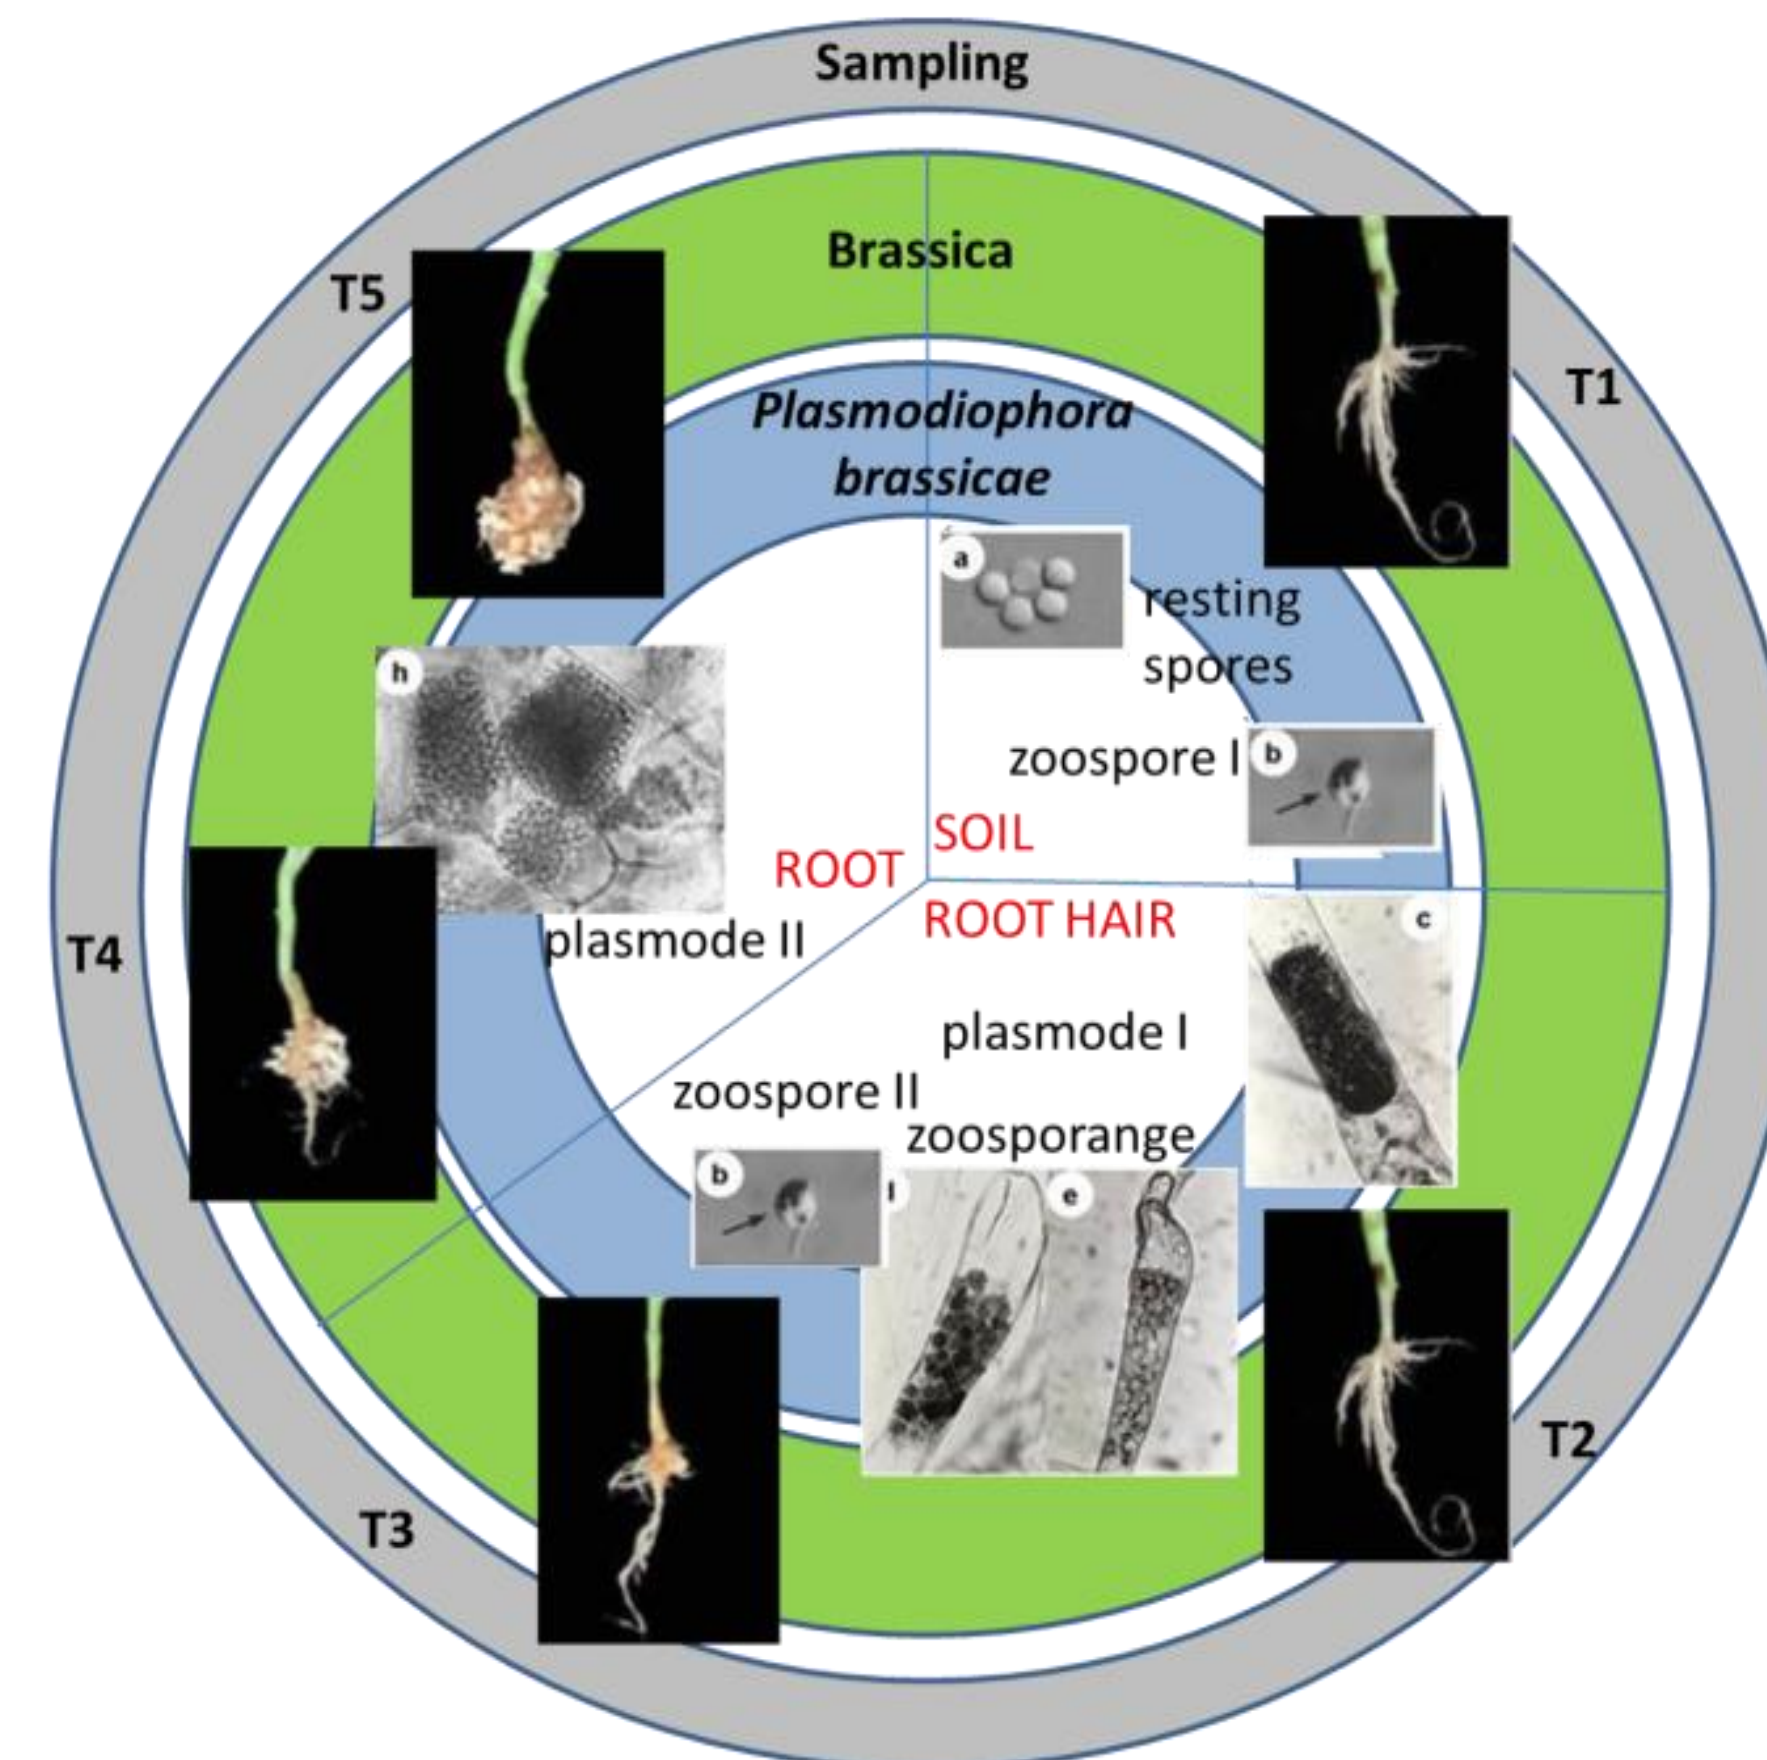 Sampling
Brassica
Plasmodiophora
brassicae
T5
T1
a
resting
spores
h
zoospore I
b
SOIL
ROOT
ROOT HAIR
c
plasmode II
T4
plasmode I
zoospore II
zoosporange
b
e
T2
T3